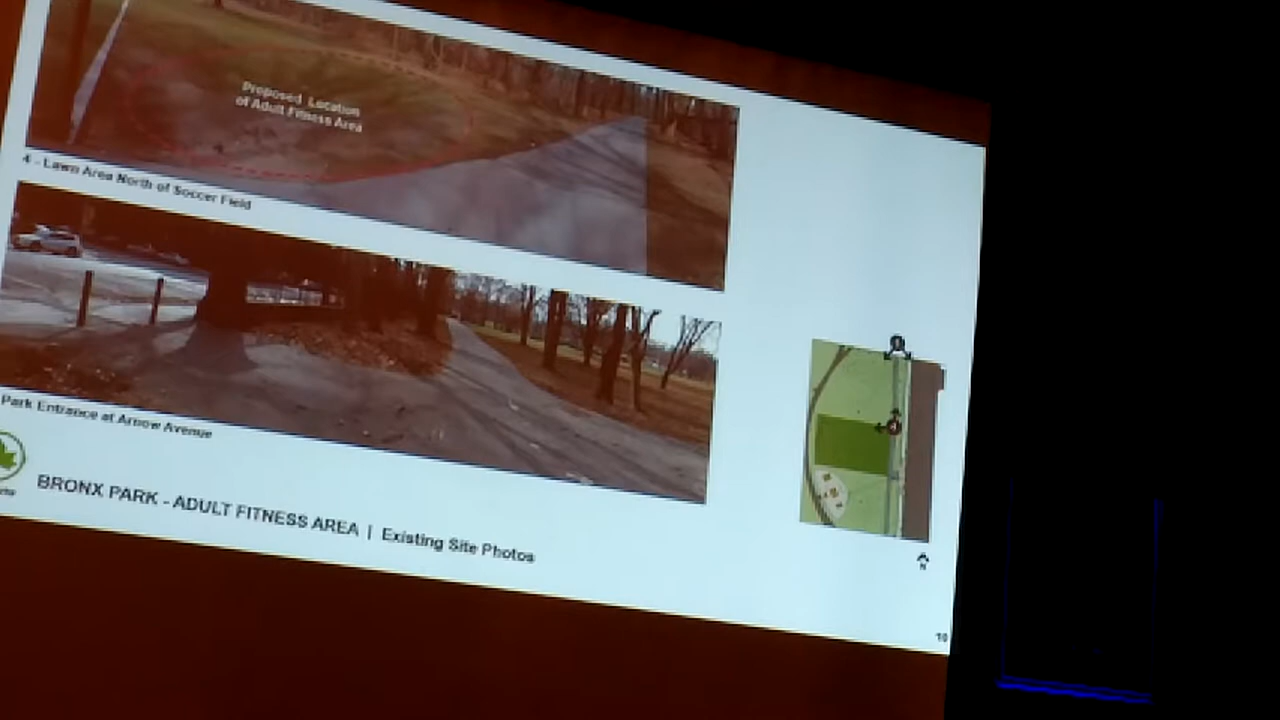 Proposed Location
of Adult Fitness Area
4 - Lawn Area North of Soccer Field
Park Entrance at Arnow Avenue
BRONX PARK - ADULT FITNESS AREA | Existing Site Photos
4
N
10